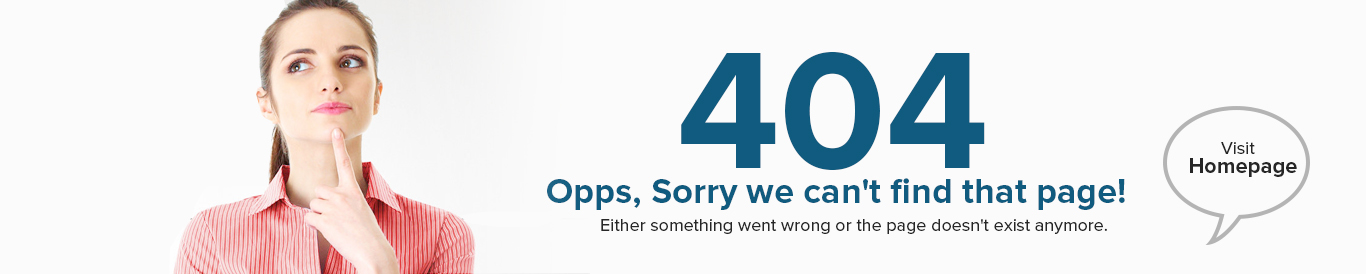 404
Opps, Sorry we can't find that page!
Either something went wrong or the page doesn't exist anymore.
Visit
Homepage